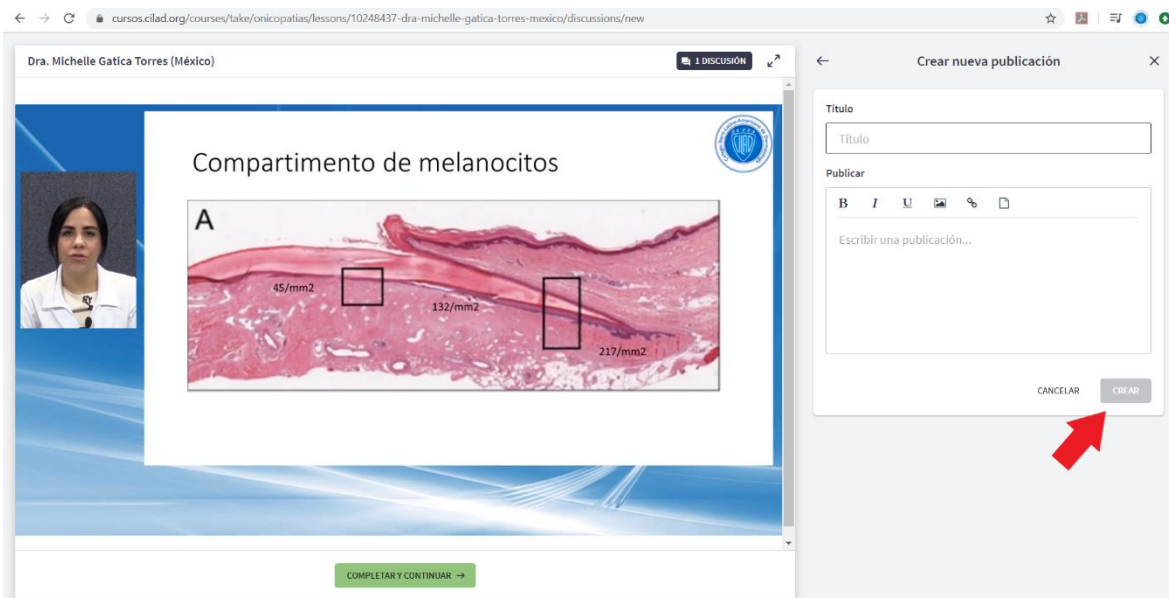 cursos.cilad.org/courses/take/onicopatias/lessons/10248437-dra-michelle-gatica-torres-mexico/discussions/new
Dra. Michelle Gatica Torres (México)
1 DISCUSIÓN
Compartimento de melanocitos
CILAD
A
45/mm2
132/mm2
217/mm2
COMPLETAR Y CONTINUAR →
Crear nueva publicación
Título
Título
Publicar
B I U
Escribir una publicación...
CANCELAR CREAR